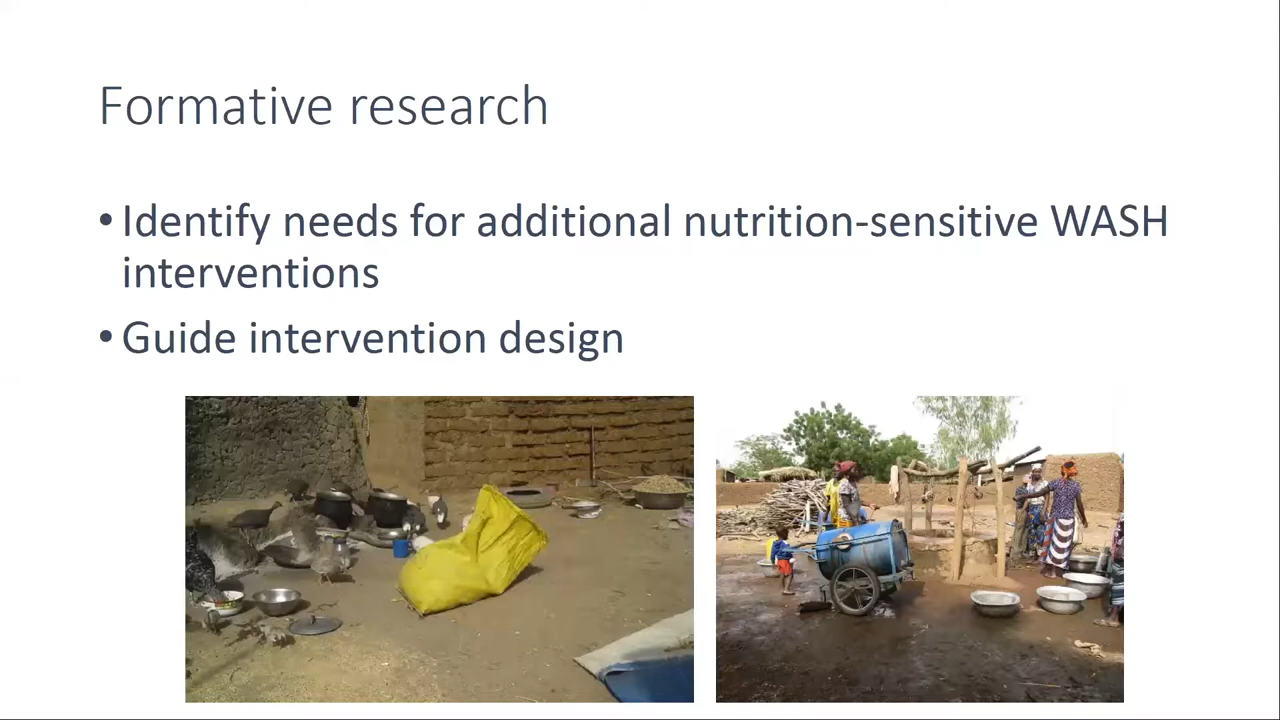 Formative research
• Identify needs for additional nutrition-sensitive WASH
interventions
• Guide intervention design